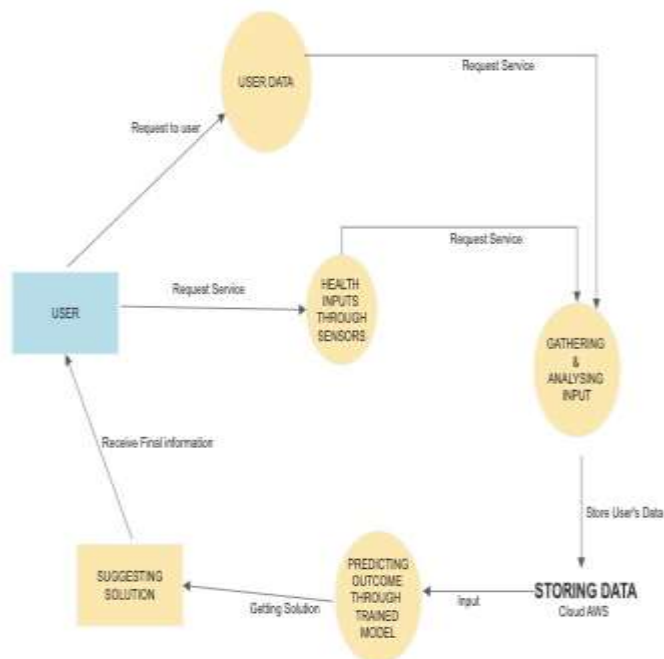 USER DATA
Request Service
Request to user
Request Service
HEALTH
INPUTS
THROUGH
SENSORS
Request Service
USER
GATHERING
&
ANALYSING
INPUT
Receive Final information
Store User's Data
SUGGESTING
SOLUTION
Getting Solution
PREDICTING
OUTCOME
THROUGH
TRAINED
MODEL
Input
STORING DATA
Cloud AWS